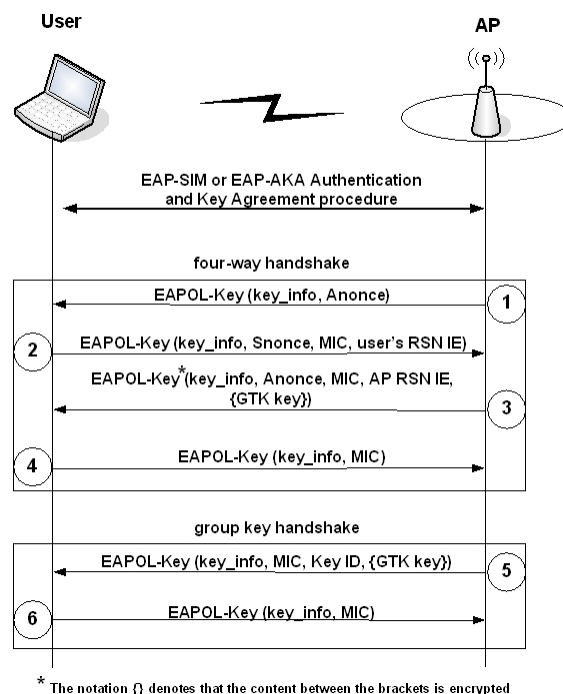 User
AP
EAP-SIM or EAP-AKA Authentication
and Key Agreement procedure
four-way handshake
EAPOL-Key (key_info, Anonce)
1
2
EAPOL-Key (key_info, Snonce, MIC, user's RSN IE)
EAPOL-Key*(key_info, Anonce, MIC, AP RSN IE,
{GTK key})
3
4
EAPOL-Key (key_info, MIC)
group key handshake
EAPOL-Key (key_info, MIC, Key ID, {GTK key})
5
6
EAPOL-Key (key_info, MIC)
* The notation {} denotes that the content between the brackets is encrypted